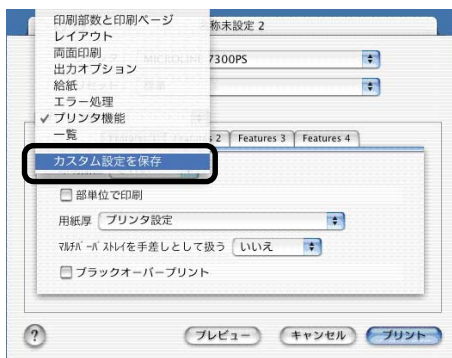 印刷部数と印刷ページ
称未設定 2
レイアウト
両面印刷
7300PS
出力オプション
給紙
エラー処理
✓ プリンタ機能
一覧
s 2 Features 3 Features 4
カスタム設定を保存
部単位で印刷
用紙厚 プリンタ設定
マルチパーパストレイを手差しとして扱う いいえ
ブラックオーバープリント
? プレビュー キャンセル プリント